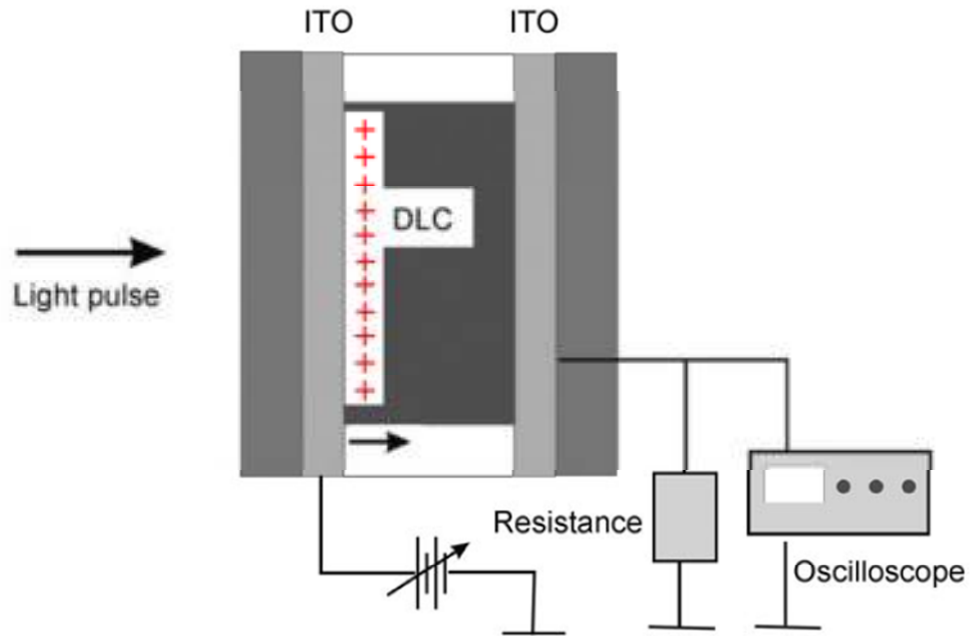 ITO
ITO
DLC
Light pulse
Resistance
Oscilloscope